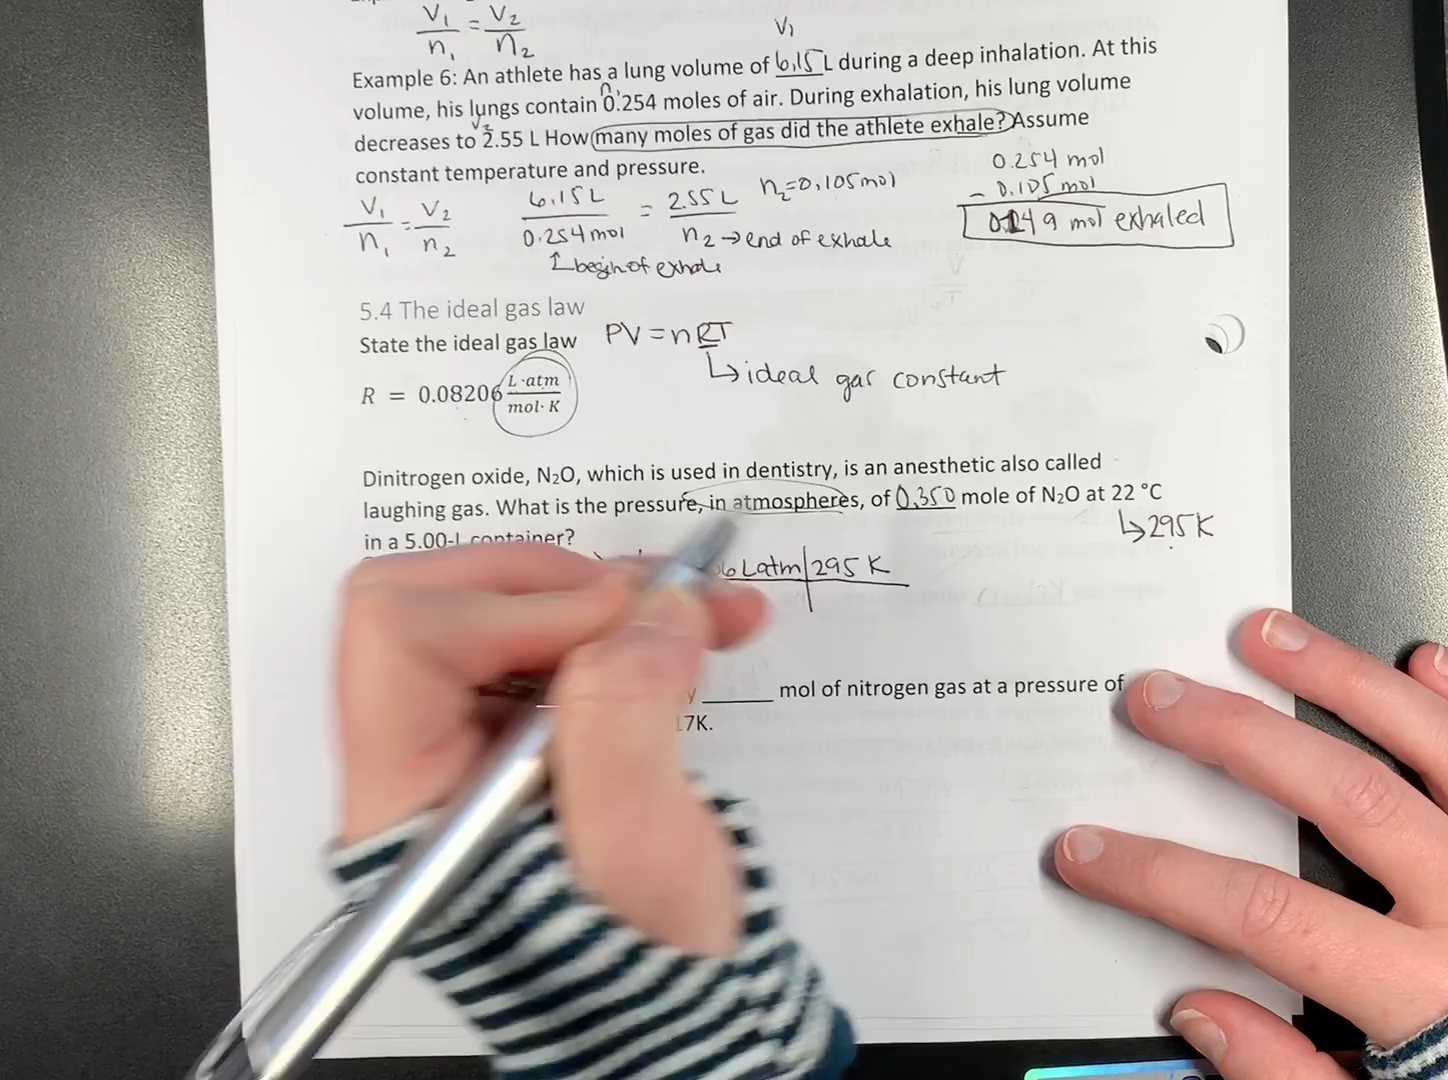 V₁ = V₂
n₁ n₂
V₁
Example 6: An athlete has a lung volume of 6.15 L during a deep inhalation. At this
n₁
volume, his lungs contain 0.254 moles of air. During exhalation, his lung volume
V₂
decreases to 2.55 L How many moles of gas did the athlete exhale? Assume
constant temperature and pressure.
V₁ = V₂
n₁ n₂
6.15 L = 2.55 L
0.254 mol n₂ → end of exhale
begin of exhale
n₂ = 0.105 mol
0.254 mol
- 0.105 mol
0.149 mol exhaled
5.4 The ideal gas law
State the ideal gas law PV = nRT
ideal gas constant
R = 0.08206 L·atm
mol·K
Dinitrogen oxide, N2O, which is used in dentistry, is an anesthetic also called
laughing gas. What is the pressure, in atmospheres, of 0.350 mole of N2O at 22 °C
→ 295 K
in a 5.00-L container?
6 L atm | 295 K
mol of nitrogen gas at a pressure of
17K.